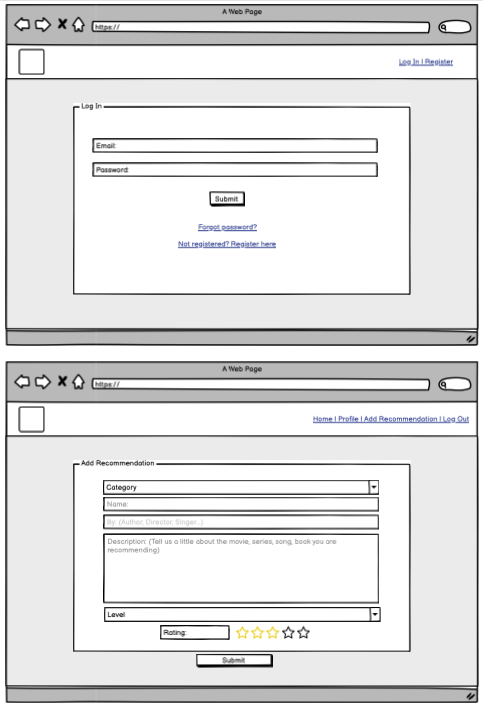 A Web Page
https://
Log In | Register
Log In
Email:
Password:
Submit
Forgot password?
Not registered? Register here
A Web Page
https://
Home | Profile | Add Recommendation | Log Out
Add Recommendation
Category
Name:
By: (Author, Director, Singer..)
Description: (Tell us a little about the movie, series, song, book you are
recommending)
Level
Rating:
Submit